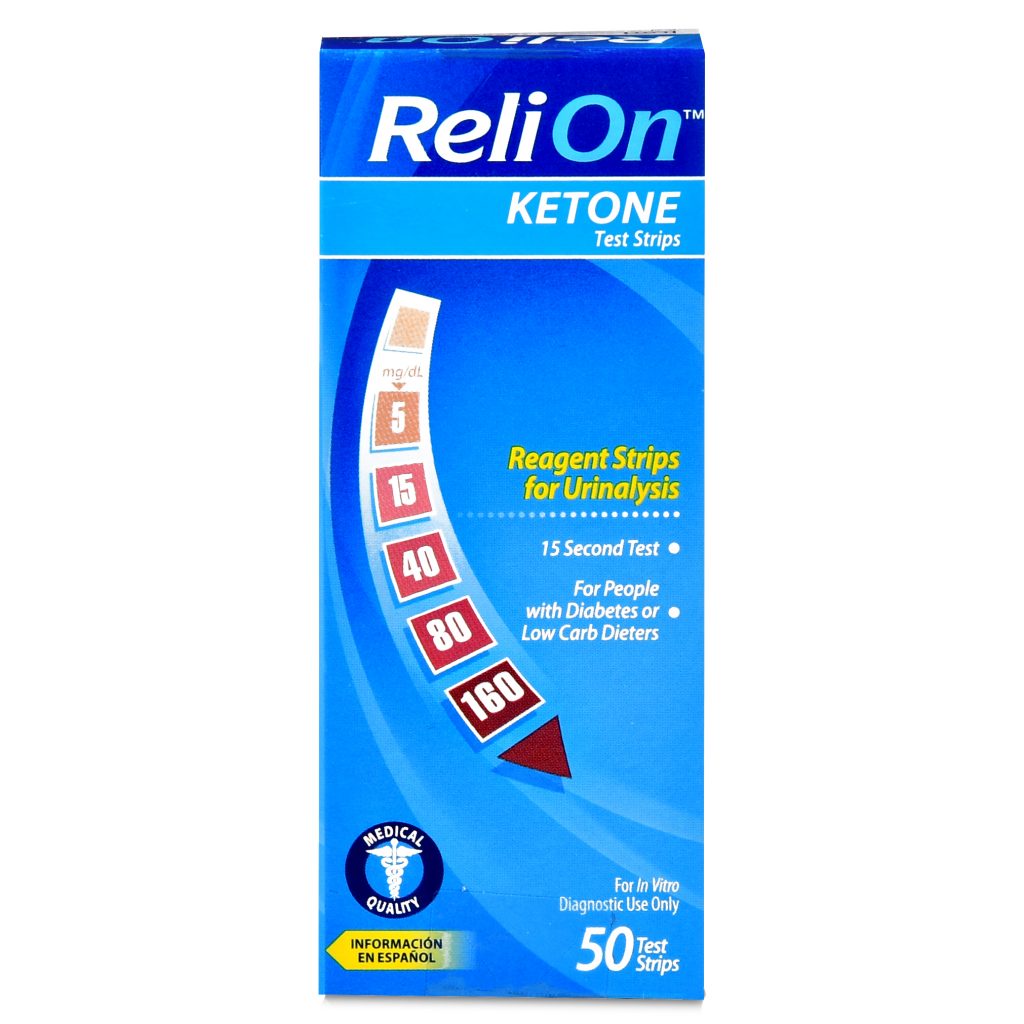 ReliOn™
KETONE
Test Strips
mg/dL
5
15
40
80
160
Reagent Strips
for Urinalysis
15 Second Test •
For People
with Diabetes or •
Low Carb Dieters
MEDICAL
QUALITY
For In Vitro
Diagnostic Use Only
INFORMACIÓN
EN ESPAÑOL
50 Test
Strips